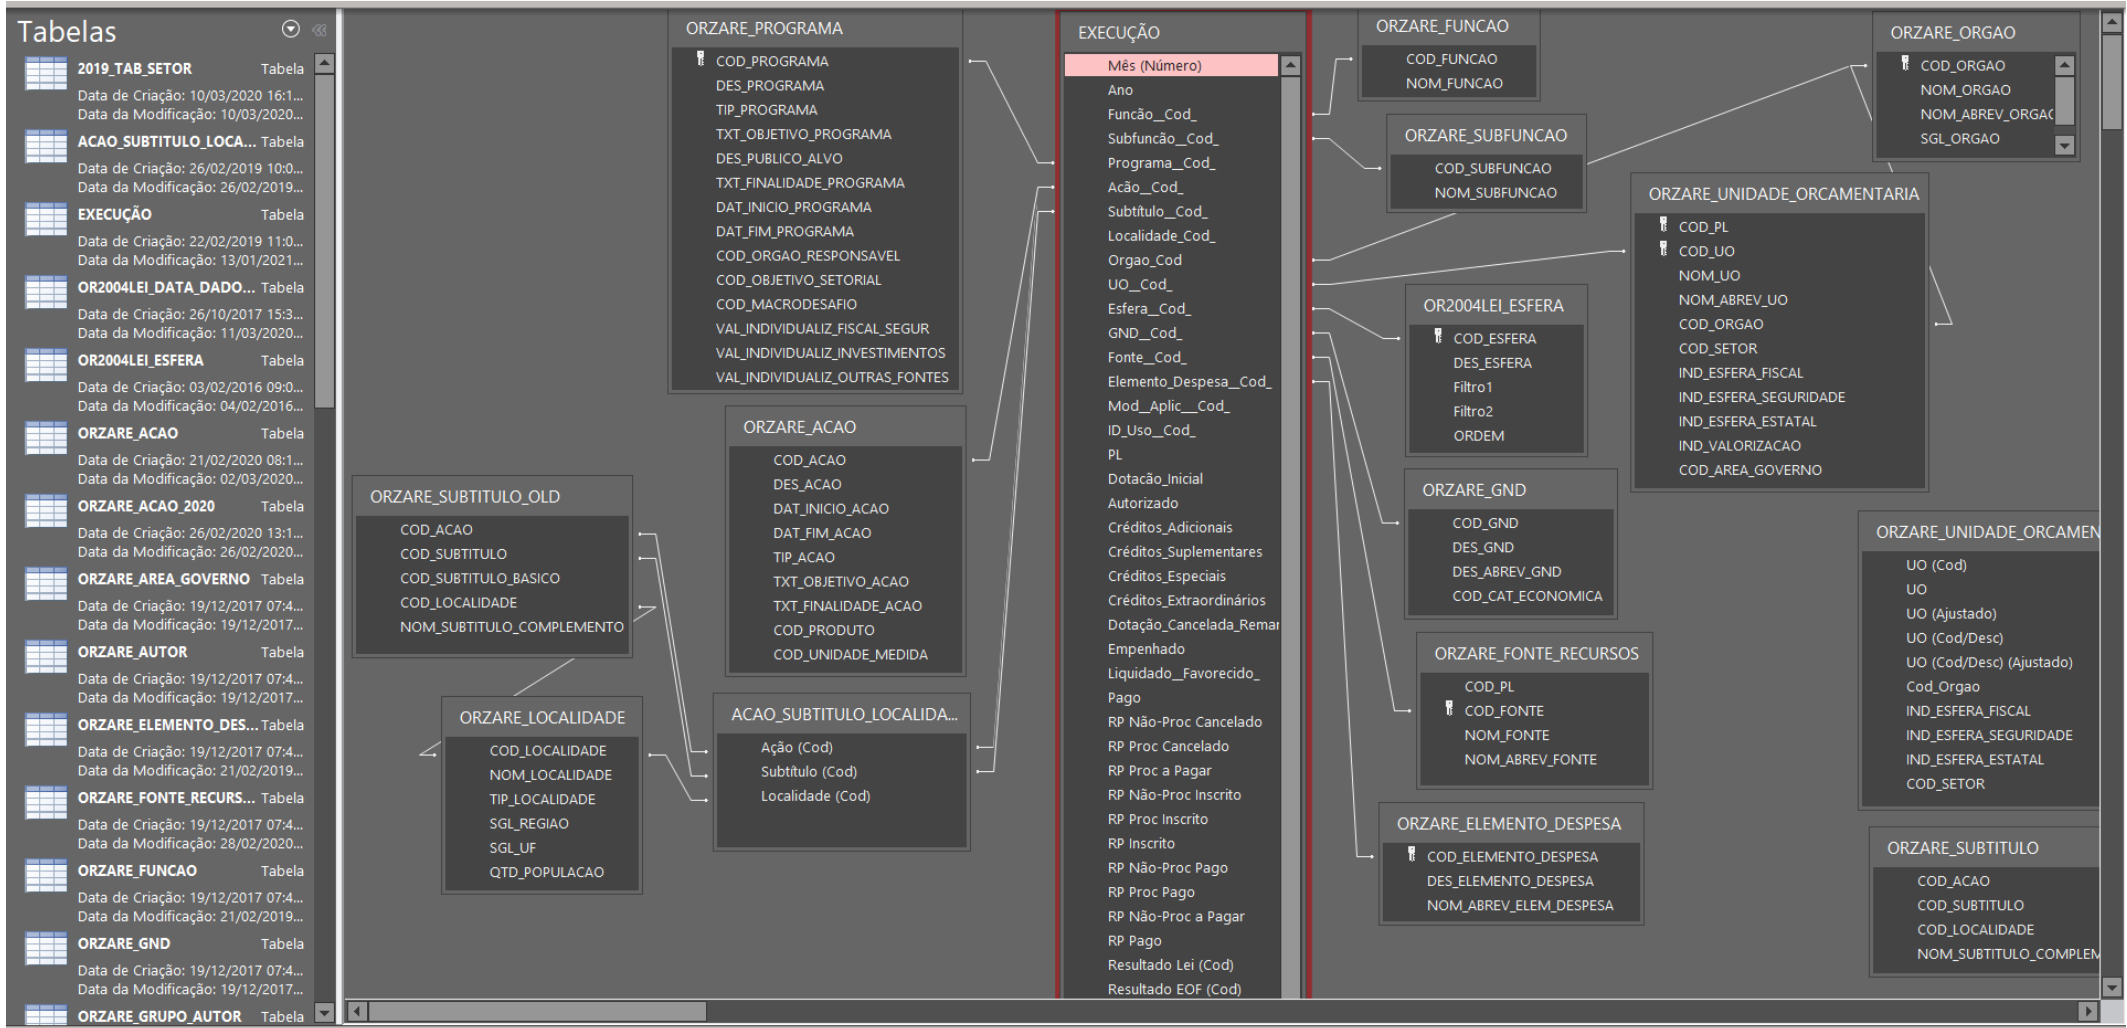 Tabelas
2019_TAB_SETOR Tabela
Data de Criação: 10/03/2020 16:1...
Data da Modificação: 10/03/2020...
ACAO_SUBTITULO_LOCA... Tabela
Data de Criação: 26/02/2019 10:0...
Data da Modificação: 26/02/2019...
EXECUÇÃO Tabela
Data de Criação: 22/02/2019 11:0...
Data da Modificação: 13/01/2021...
OR2004LEI_DATA_DADO... Tabela
Data de Criação: 26/10/2017 15:3...
Data da Modificação: 11/03/2020...
OR2004LEI_ESFERA Tabela
Data de Criação: 03/02/2016 09:0...
Data da Modificação: 04/02/2016...
ORZARE_ACAO Tabela
Data de Criação: 21/02/2020 08:1...
Data da Modificação: 02/03/2020...
ORZARE_ACAO_2020 Tabela
Data de Criação: 26/02/2020 13:1...
Data da Modificação: 26/02/2020...
ORZARE_AREA_GOVERNO Tabela
Data de Criação: 19/12/2017 07:4...
Data da Modificação: 19/12/2017...
ORZARE_AUTOR Tabela
Data de Criação: 19/12/2017 07:4...
Data da Modificação: 19/12/2017...
ORZARE_ELEMENTO_DES... Tabela
Data de Criação: 19/12/2017 07:4...
Data da Modificação: 21/02/2019...
ORZARE_FONTE_RECURS... Tabela
Data de Criação: 19/12/2017 07:4...
Data da Modificação: 28/02/2020...
ORZARE_FUNCAO Tabela
Data de Criação: 19/12/2017 07:4...
Data da Modificação: 21/02/2019...
ORZARE_GND Tabela
Data de Criação: 19/12/2017 07:4...
Data da Modificação: 19/12/2017...
ORZARE_GRUPO_AUTOR Tabela
ORZARE_PROGRAMA
COD_PROGRAMA
DES_PROGRAMA
TIP_PROGRAMA
TXT_OBJETIVO_PROGRAMA
DES_PUBLICO_ALVO
TXT_FINALIDADE_PROGRAMA
DAT_INICIO_PROGRAMA
DAT_FIM_PROGRAMA
COD_ORGAO_RESPONSAVEL
COD_OBJETIVO_SETORIAL
COD_MACRODESAFIO
VAL_INDIVIDUALIZ_FISCAL_SEGUR
VAL_INDIVIDUALIZ_INVESTIMENTOS
VAL_INDIVIDUALIZ_OUTRAS_FONTES
ORZARE_ACAO
COD_ACAO
DES_ACAO
DAT_INICIO_ACAO
DAT_FIM_ACAO
TIP_ACAO
TXT_OBJETIVO_ACAO
TXT_FINALIDADE_ACAO
COD_PRODUTO
COD_UNIDADE_MEDIDA
ORZARE_SUBTITULO_OLD
COD_ACAO
COD_SUBTITULO
COD_SUBTITULO_BASICO
COD_LOCALIDADE
NOM_SUBTITULO_COMPLEMENTO
ORZARE_LOCALIDADE
COD_LOCALIDADE
NOM_LOCALIDADE
TIP_LOCALIDADE
SGL_REGIAO
SGL_UF
QTD_POPULACAO
ACAO_SUBTITULO_LOCALIDA...
Ação (Cod)
Subtítulo (Cod)
Localidade (Cod)
EXECUÇÃO
Mês (Número)
Ano
Funcão__Cod_
Subfuncão__Cod_
Programa__Cod_
Acão__Cod_
Subtítulo__Cod_
Localidade_Cod_
Orgao_Cod
UO__Cod_
Esfera__Cod_
GND__Cod_
Fonte__Cod_
Elemento_Despesa__Cod_
Mod__Aplic___Cod_
ID_Uso__Cod_
PL
Dotacão_Inicial
Autorizado
Créditos_Adicionais
Créditos_Suplementares
Créditos_Especiais
Créditos_Extraordinários
Dotação_Cancelada_Remar
Empenhado
Liquidado__Favorecido_
Pago
RP Não-Proc Cancelado
RP Proc Cancelado
RP Proc a Pagar
RP Não-Proc Inscrito
RP Proc Inscrito
RP Inscrito
RP Não-Proc Pago
RP Proc Pago
RP Não-Proc a Pagar
RP Pago
Resultado Lei (Cod)
Resultado EOF (Cod)
ORZARE_FUNCAO
COD_FUNCAO
NOM_FUNCAO
ORZARE_SUBFUNCAO
COD_SUBFUNCAO
NOM_SUBFUNCAO
OR2004LEI_ESFERA
COD_ESFERA
DES_ESFERA
Filtro1
Filtro2
ORDEM
ORZARE_GND
COD_GND
DES_GND
DES_ABREV_GND
COD_CAT_ECONOMICA
ORZARE_FONTE_RECURSOS
COD_PL
COD_FONTE
NOM_FONTE
NOM_ABREV_FONTE
ORZARE_ELEMENTO_DESPESA
COD_ELEMENTO_DESPESA
DES_ELEMENTO_DESPESA
NOM_ABREV_ELEM_DESPESA
ORZARE_ORGAO
COD_ORGAO
NOM_ORGAO
NOM_ABREV_ORGAC
SGL_ORGAO
ORZARE_UNIDADE_ORCAMENTARIA
COD_PL
COD_UO
NOM_UO
NOM_ABREV_UO
COD_ORGAO
COD_SETOR
IND_ESFERA_FISCAL
IND_ESFERA_SEGURIDADE
IND_ESFERA_ESTATAL
IND_VALORIZACAO
COD_AREA_GOVERNO
ORZARE_UNIDADE_ORCAMEN
UO (Cod)
UO
UO (Ajustado)
UO (Cod/Desc)
UO (Cod/Desc) (Ajustado)
Cod_Orgao
IND_ESFERA_FISCAL
IND_ESFERA_SEGURIDADE
IND_ESFERA_ESTATAL
COD_SETOR
ORZARE_SUBTITULO
COD_ACAO
COD_SUBTITULO
COD_LOCALIDADE
NOM_SUBTITULO_COMPLEM